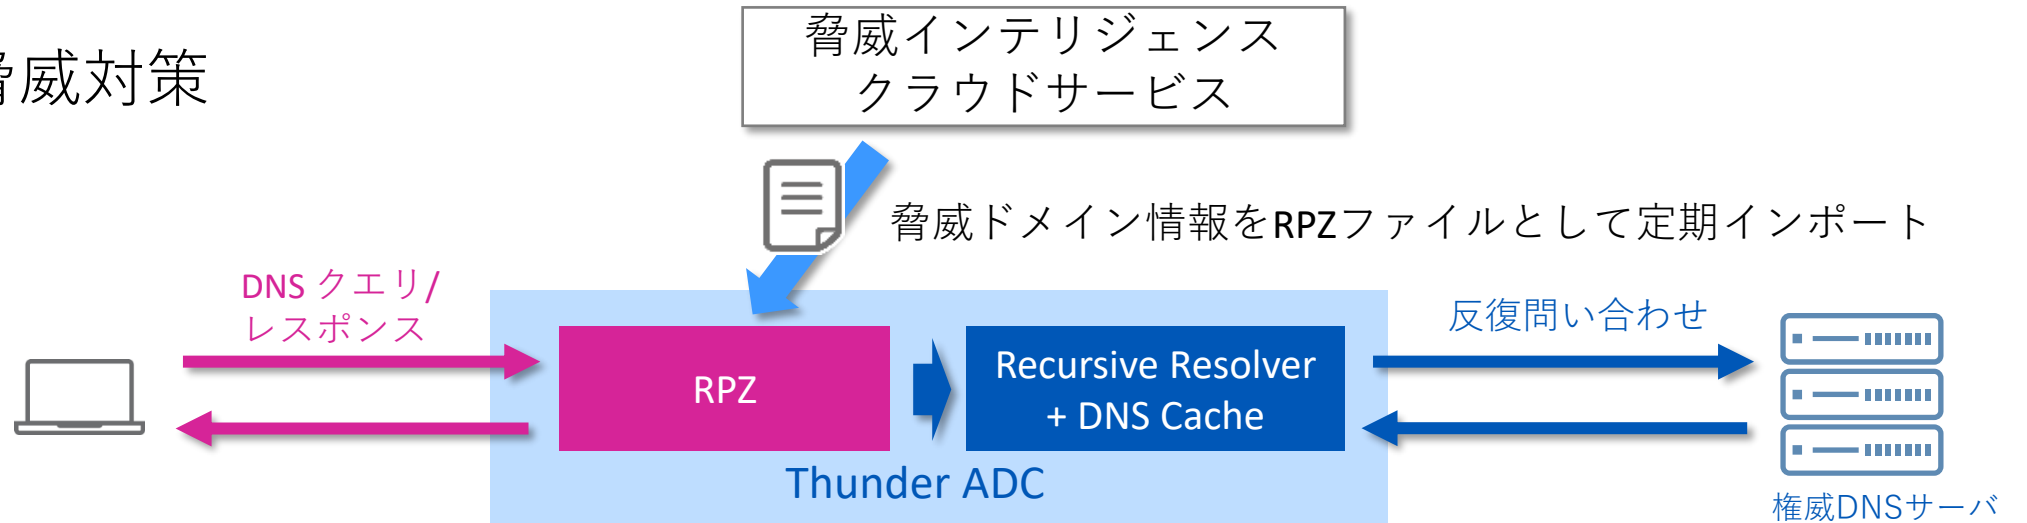 脅威対策
脅威インテリジェンス
クラウドサービス
脅威ドメイン情報をRPZファイルとして定期インポート
DNS クエリ/
レスポンス
反復問い合わせ
RPZ
Recursive Resolver
+ DNS Cache
Thunder ADC
権威DNSサーバ